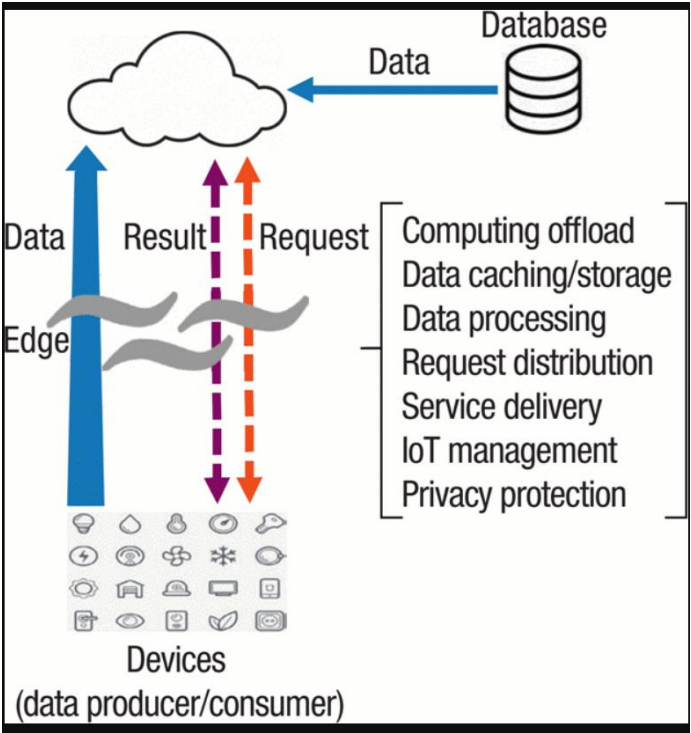 Database
Data
Data
Result
Request
Edge
Computing offload
Data caching/storage
Data processing
Request distribution
Service delivery
IoT management
Privacy protection
Devices
(data producer/consumer)